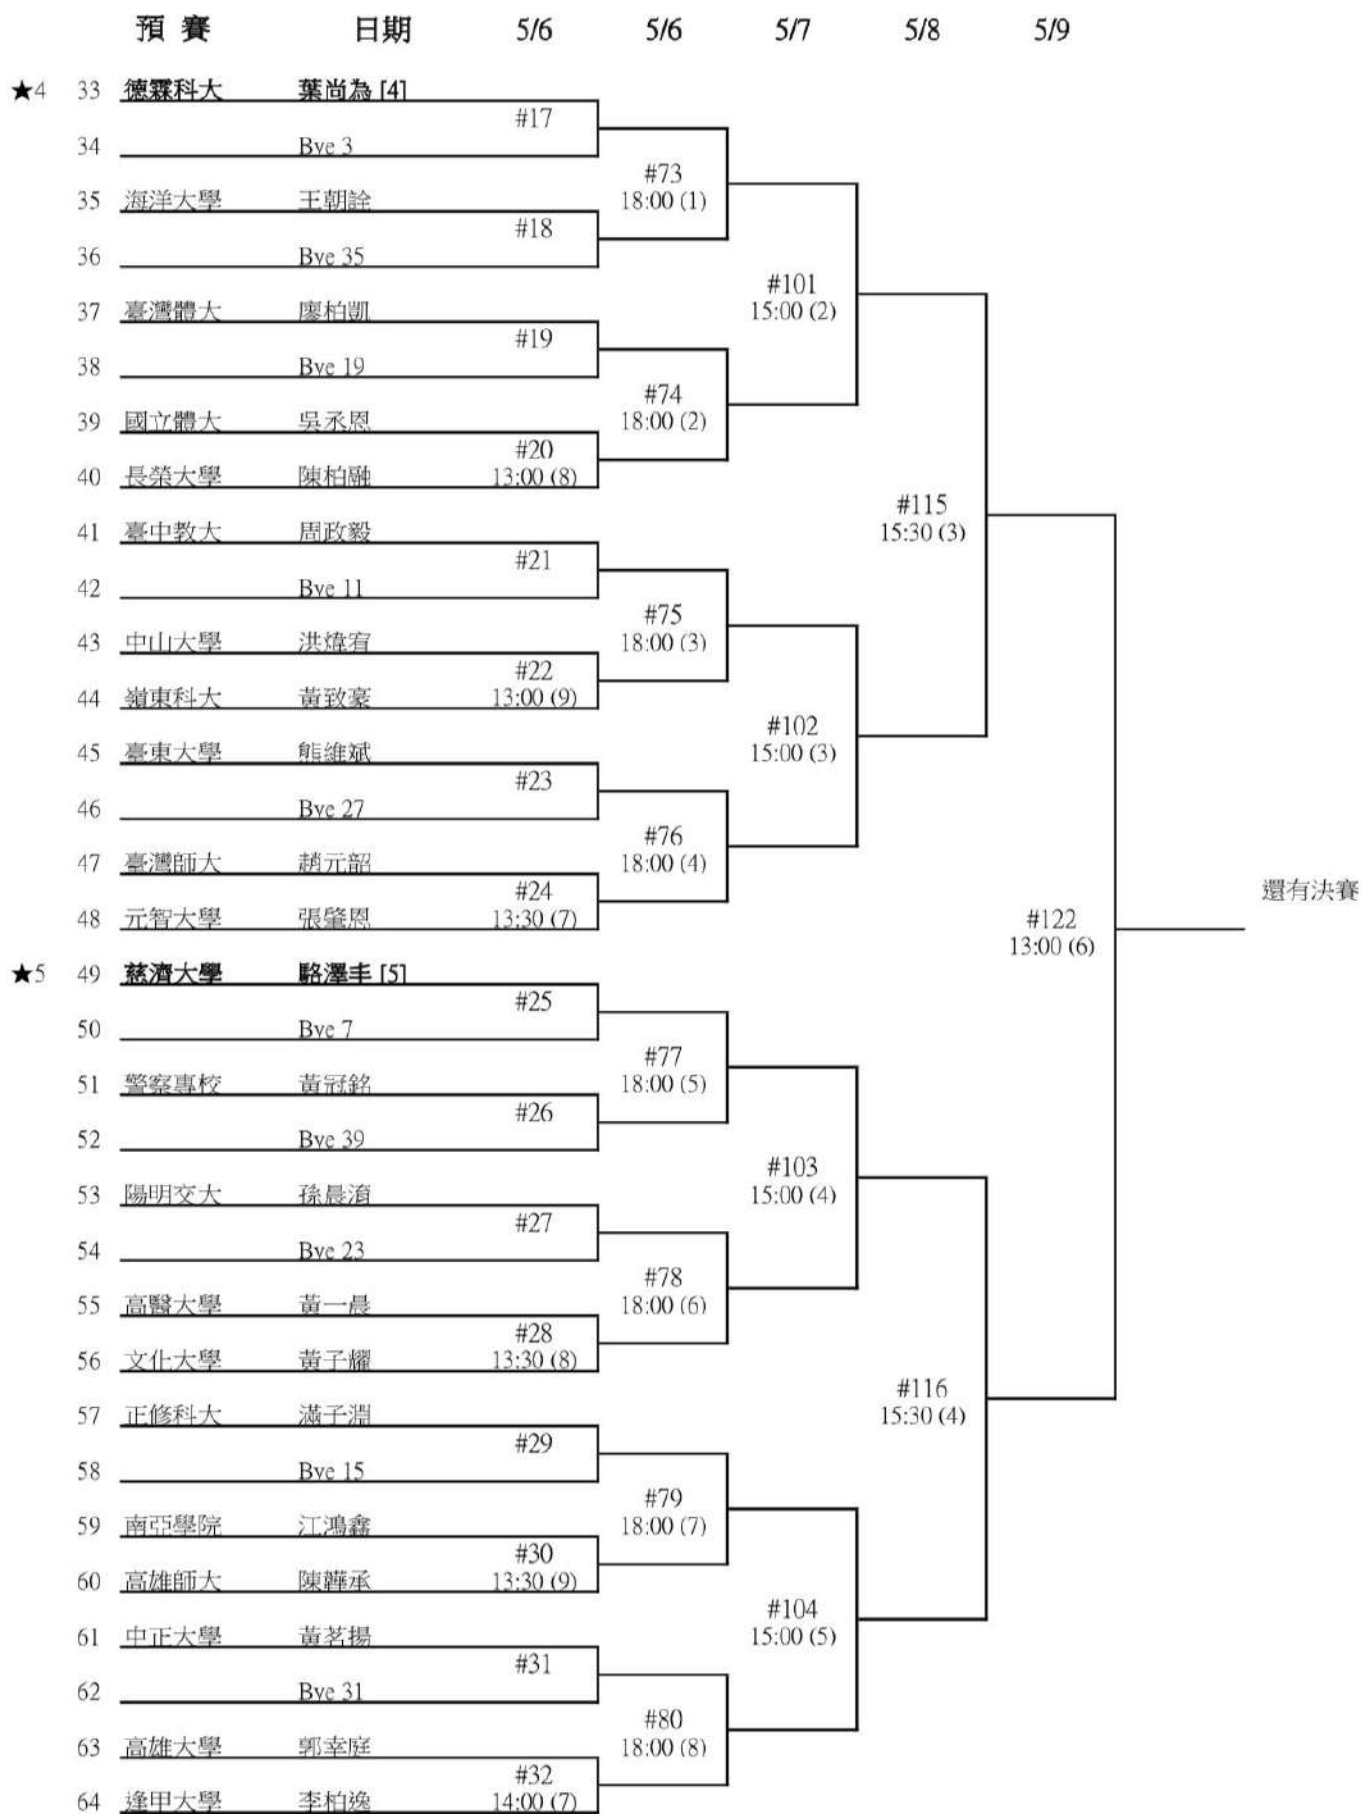 預 賽 日期 5/6 5/6 5/7 5/8 5/9
★4 33 德霖科大 葉尚為 [4]
#17
34 Bye 3
#73
35 海洋大學 王朝詮 18:00 (1)
#18
36 Bye 35
#101
37 臺灣體大 廖柏凱 15:00 (2)
#19
38 Bye 19
#74
39 國立體大 吳丞恩 18:00 (2)
#20
40 長榮大學 陳柏融 13:00 (8)
#115
41 臺中教大 周政毅 15:30 (3)
#21
42 Bye 11
#75
43 中山大學 洪煒宥 18:00 (3)
#22
44 嶺東科大 黃致豪 13:00 (9)
#102
45 臺東大學 熊維斌 15:00 (3)
#23
46 Bye 27
#76
47 臺灣師大 趙元韶 18:00 (4)
#24 還有決賽
48 元智大學 張肇恩 13:30 (7) #122
13:00 (6)
★5 49 慈濟大學 駱澤丰 [5]
#25
50 Bye 7
#77
51 警察專校 黃冠銘 18:00 (5)
#26
52 Bye 39
#103
53 陽明交大 孫晨淯 15:00 (4)
#27
54 Bye 23
#78
55 高醫大學 黃一晨 18:00 (6)
#28
56 文化大學 黃子耀 13:30 (8)
#116
57 正修科大 滿子淵 15:30 (4)
#29
58 Bye 15
#79
59 南亞學院 江鴻鑫 18:00 (7)
#30
60 高雄師大 陳韡承 13:30 (9)
#104
61 中正大學 黃茗揚 15:00 (5)
#31
62 Bye 31
#80
63 高雄大學 郭幸庭 18:00 (8)
#32
64 逢甲大學 李柏逸 14:00 (7)